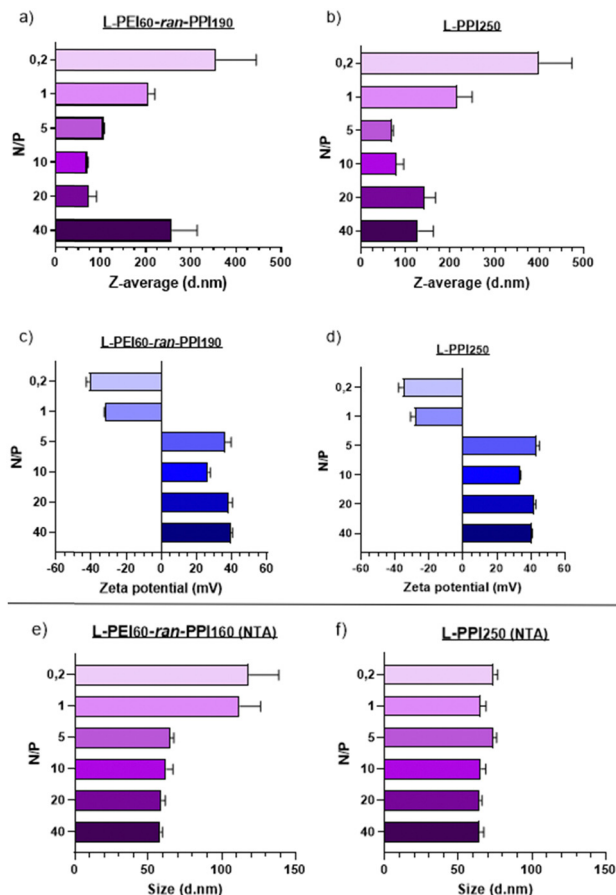 a) L-PEI60-ran-PPI190
N/P
0,2
1
5
10
20
40
0 100 200 300 400 500
Z-average (d.nm)
b) L-PPI250
0,2
1
5
10
20
40
0 100 200 300 400 500
Z-average (d.nm)
c) L-PEI60-ran-PPI190
N/P
0,2
1
5
10
20
40
-60 -40 -20 0 20 40 60
Zeta potential (mV)
d) L-PPI250
0,2
1
5
10
20
40
-60 -40 -20 0 20 40 60
Zeta potential (mV)
e) L-PEI60-ran-PPI160 (NTA)
N/P
0,2
1
5
10
20
40
0 50 100 150
Size (d.nm)
f) L-PPI250 (NTA)
N/P
0,2
1
5
10
20
40
0 50 100 150
Size (d.nm)